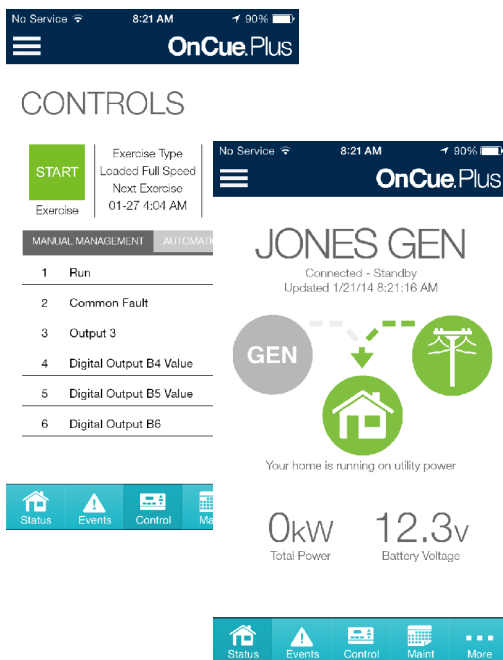 No Service 8:21 AM 90%
OnCue.Plus
CONTROLS
START
Exercise
Exercise Type
Loaded Full Speed
Next Exercise
01-27 4:04 AM
MANUAL MANAGEMENT
1 Run
2 Common Fault
3 Output 3
4 Digital Output B4 Value
5 Digital Output B5 Value
6 Digital Output B6
Status Events Control
No Service 8:21 AM 90%
OnCue.Plus
JONES GEN
Connected - Standby
Updated 1/21/14 8:21:16 AM
GEN
Your home is running on utility power
0kW 12.3v
Total Power Battery Voltage
Status Events Control Maint More